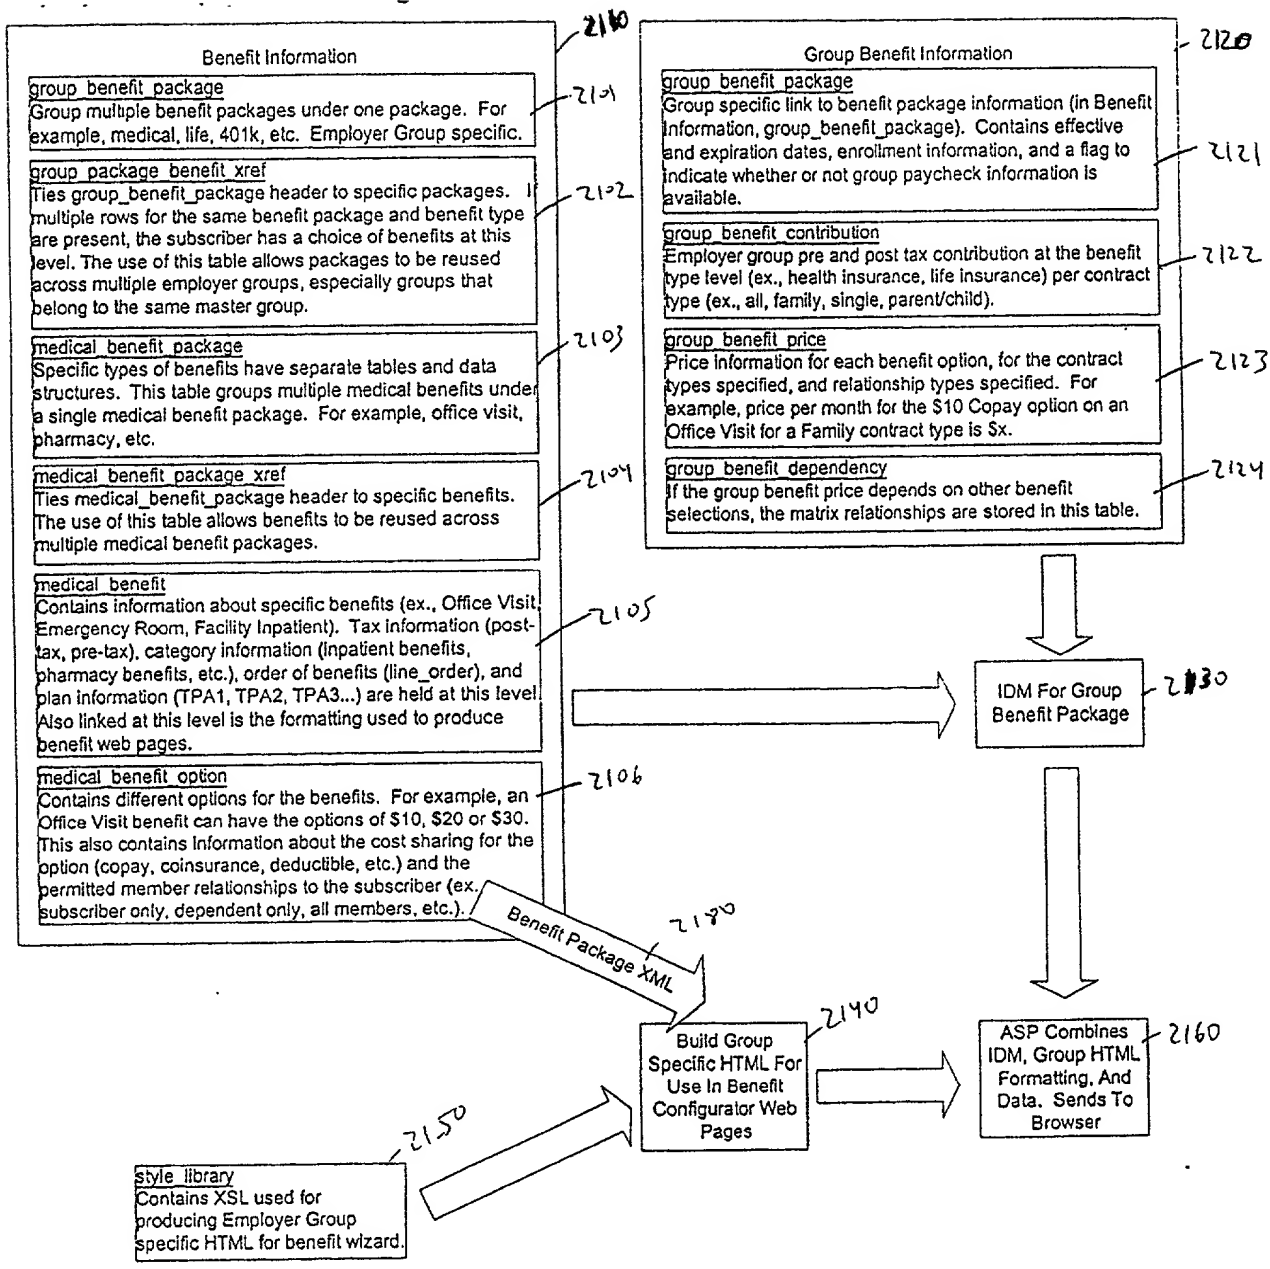 2110
Benefit Information
group_benefit_package
Group multiple benefit packages under one package. For
example, medical, life, 401k, etc. Employer Group specific.
2101
group_package_benefit_xref
Ties group_benefit_package header to specific packages. I
multiple rows for the same benefit package and benefit type
are present, the subscriber has a choice of benefits at this
level. The use of this table allows packages to be reused
across multiple employer groups, especially groups that
belong to the same master group.
2102
medical_benefit_package
Specific types of benefits have separate tables and data
structures. This table groups multiple medical benefits under
a single medical benefit package. For example, office visit,
pharmacy, etc.
2103
medical_benefit_package_xref
Ties medical_benefit_package header to specific benefits.
The use of this table allows benefits to be reused across
multiple medical benefit packages.
2104
medical_benefit
Contains information about specific benefits (ex., Office Visit,
Emergency Room, Facility Inpatient). Tax information (post-
tax, pre-tax), category information (Inpatient benefits,
pharmacy benefits, etc.), order of benefits (line_order), and
plan information (TPA1, TPA2, TPA3...) are held at this level
Also linked at this level is the formatting used to produce
benefit web pages.
2105
medical_benefit_option
Contains different options for the benefits. For example, an
Office Visit benefit can have the options of $10, $20 or $30.
This also contains information about the cost sharing for the
option (copay, coinsurance, deductible, etc.) and the
permitted member relationships to the subscriber (ex.
subscriber only, dependent only, all members, etc.).
2106
2120
Group Benefit Information
group_benefit_package
Group specific link to benefit package information (in Benefit
Information, group_benefit_package). Contains effective
and expiration dates, enrollment information, and a flag to
indicate whether or not group paycheck information is
available.
2121
group_benefit_contribution
Employer group pre and post tax contribution at the benefit
type level (ex., health insurance, life insurance) per contract
type (ex., all, family, single, parent/child).
2122
group_benefit_price
Price information for each benefit option, for the contract
types specified, and relationship types specified. For
example, price per month for the $10 Copay option on an
Office Visit for a Family contract type is $x.
2123
group_benefit_dependency
If the group benefit price depends on other benefit
selections, the matrix relationships are stored in this table.
2124
IDM For Group
Benefit Package
2130
Benefit Package XML
2180
Build Group
Specific HTML For
Use In Benefit
Configurator Web
Pages
2140
ASP Combines
IDM, Group HTML
Formatting, And
Data. Sends To
Browser
2160
style_library
Contains XSL used for
producing Employer Group
specific HTML for benefit wizard.
2150